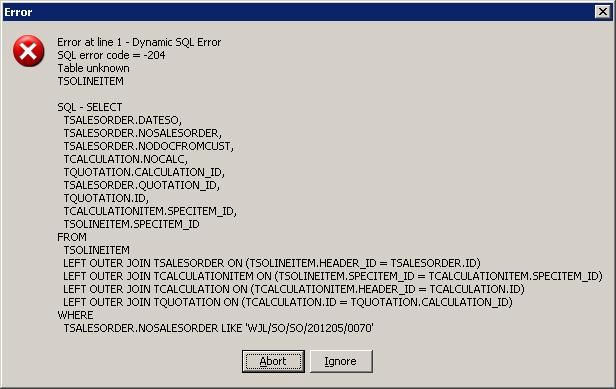 Error
Error at line 1 - Dynamic SQL Error
SQL error code = -204
Table unknown
TSOLINEITEM
SQL - SELECT
TSALESORDER.DATESO,
TSALESORDER.NOSALESORDER,
TSALESORDER.NODOCFROMCUST,
TCALCULATION.NOCALC,
TQUOTATION.CALCULATION_ID,
TSALESORDER.QUOTATION_ID,
TQUOTATION.ID,
TCALCULATIONITEM.SPECITEM_ID,
TSOLINEITEM.SPECITEM_ID
FROM
TSOLINEITEM
LEFT OUTER JOIN TSALESORDER ON (TSOLINEITEM.HEADER_ID = TSALESORDER.ID)
LEFT OUTER JOIN TCALCULATIONITEM ON (TSOLINEITEM.SPECITEM_ID = TCALCULATIONITEM.SPECITEM_ID)
LEFT OUTER JOIN TCALCULATION ON (TCALCULATIONITEM.HEADER_ID = TCALCULATION.ID)
LEFT OUTER JOIN TQUOTATION ON (TCALCULATION.ID = TQUOTATION.CALCULATION_ID)
WHERE
TSALESORDER.NOSALESORDER LIKE 'WJL/SO/SO/201205/0070'
Abort Ignore